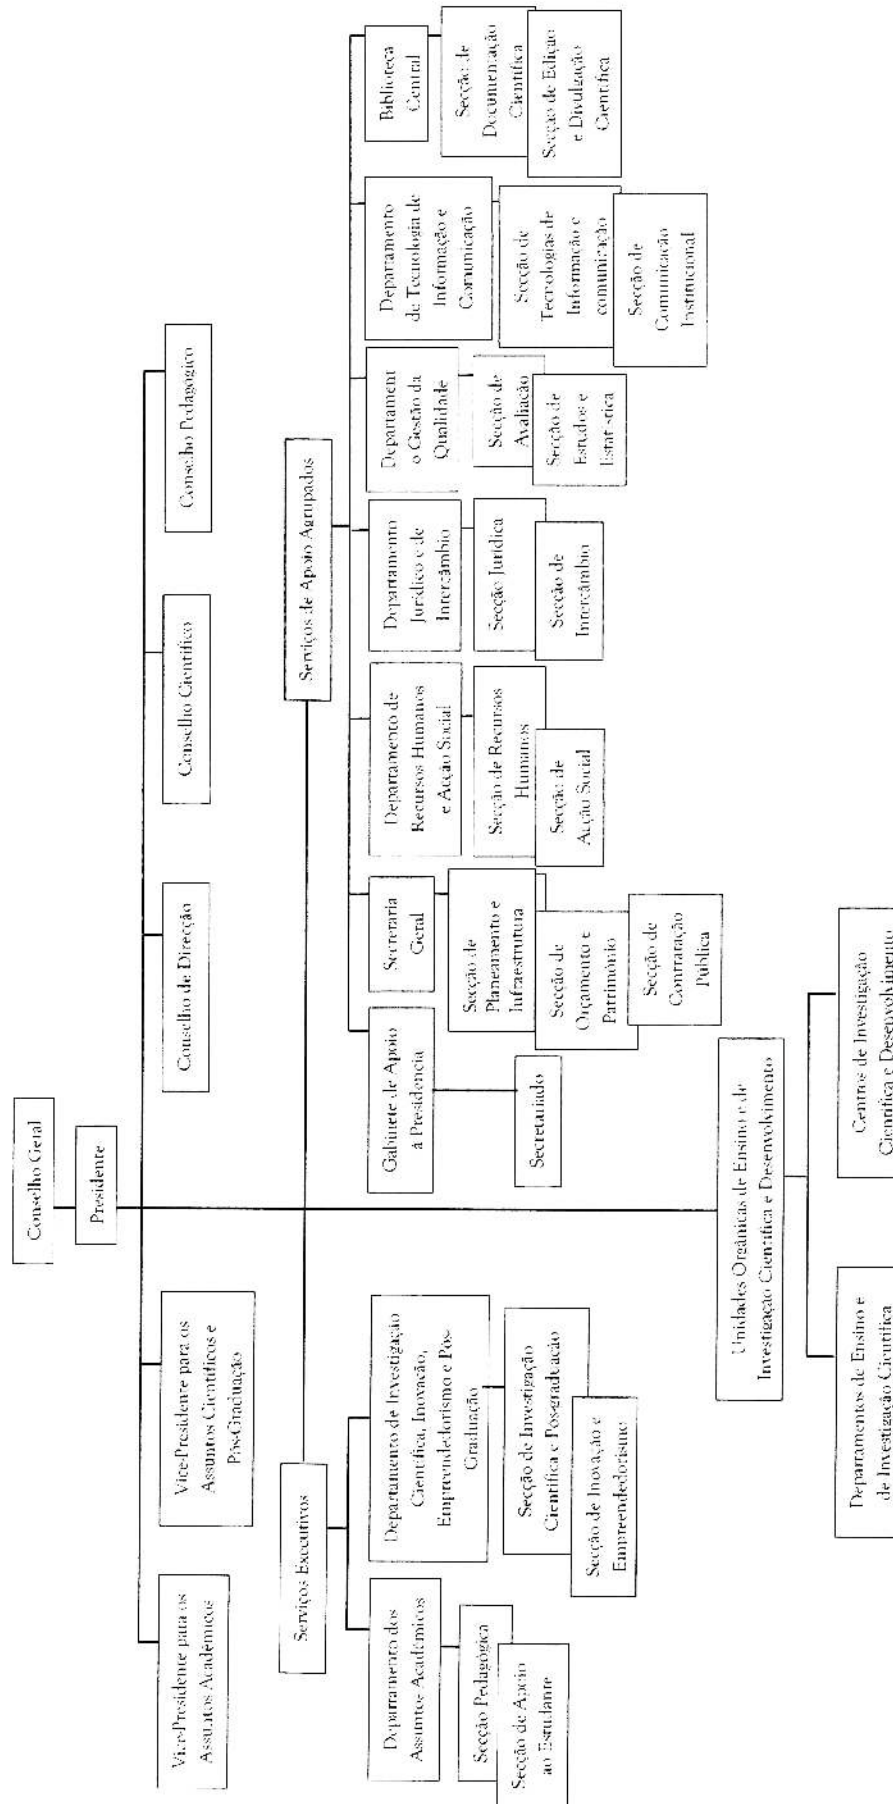 Conselho Geral
Presidente
Vice-Presidente para os
Assuntos Académicos
Vice-Presidente para os
Assuntos Científicos e
Pós-Graduação
Conselho de Direcção
Conselho Científico
Conselho Pedagógico
Serviços Executivos
Serviços de Apoio Agrupados
Departamento dos
Assuntos Académicos
Secção Pedagógica
Secção de Apoio
ao Estudante
Departamento de Investigação
Científica, Inovação,
Empreendedorismo e Pós-
Graduação
Secção de Investigação
Científica e Pós-graduação
Secção de Inovação e
Empreendedorismo
Gabinete de Apoio
à Presidência
Secretariado
Secretaria
Geral
Secção de
Planeamento e
Infraestrutura
Secção de
Orçamento e
Património
Secção de
Contratação
Pública
Departamento de
Recursos Humanos
e Acção Social
Secção de Recursos
Humanos
Secção de
Acção Social
Departamento
Jurídico e de
Intercâmbio
Secção Jurídica
Secção de
Intercâmbio
Departament
o Gestão da
Qualidade
Secção de
Avaliação
Secção de
Estudos e
Estatística
Departamento
de Tecnologia de
Informação e
Comunicação
Secção de
Tecnologias de
Informação e
comunicação
Secção de
Comunicação
Institucional
Biblioteca
Central
Secção de
Documentação
Científica
Secção de Edição
e Divulgação
Científica
Unidades Orgânicas de Ensino e de
Investigação Científica e Desenvolvimento
Departamentos de Ensino e
de Investigação Científica
Centros de Investigação
Científica e Desenvolvimento